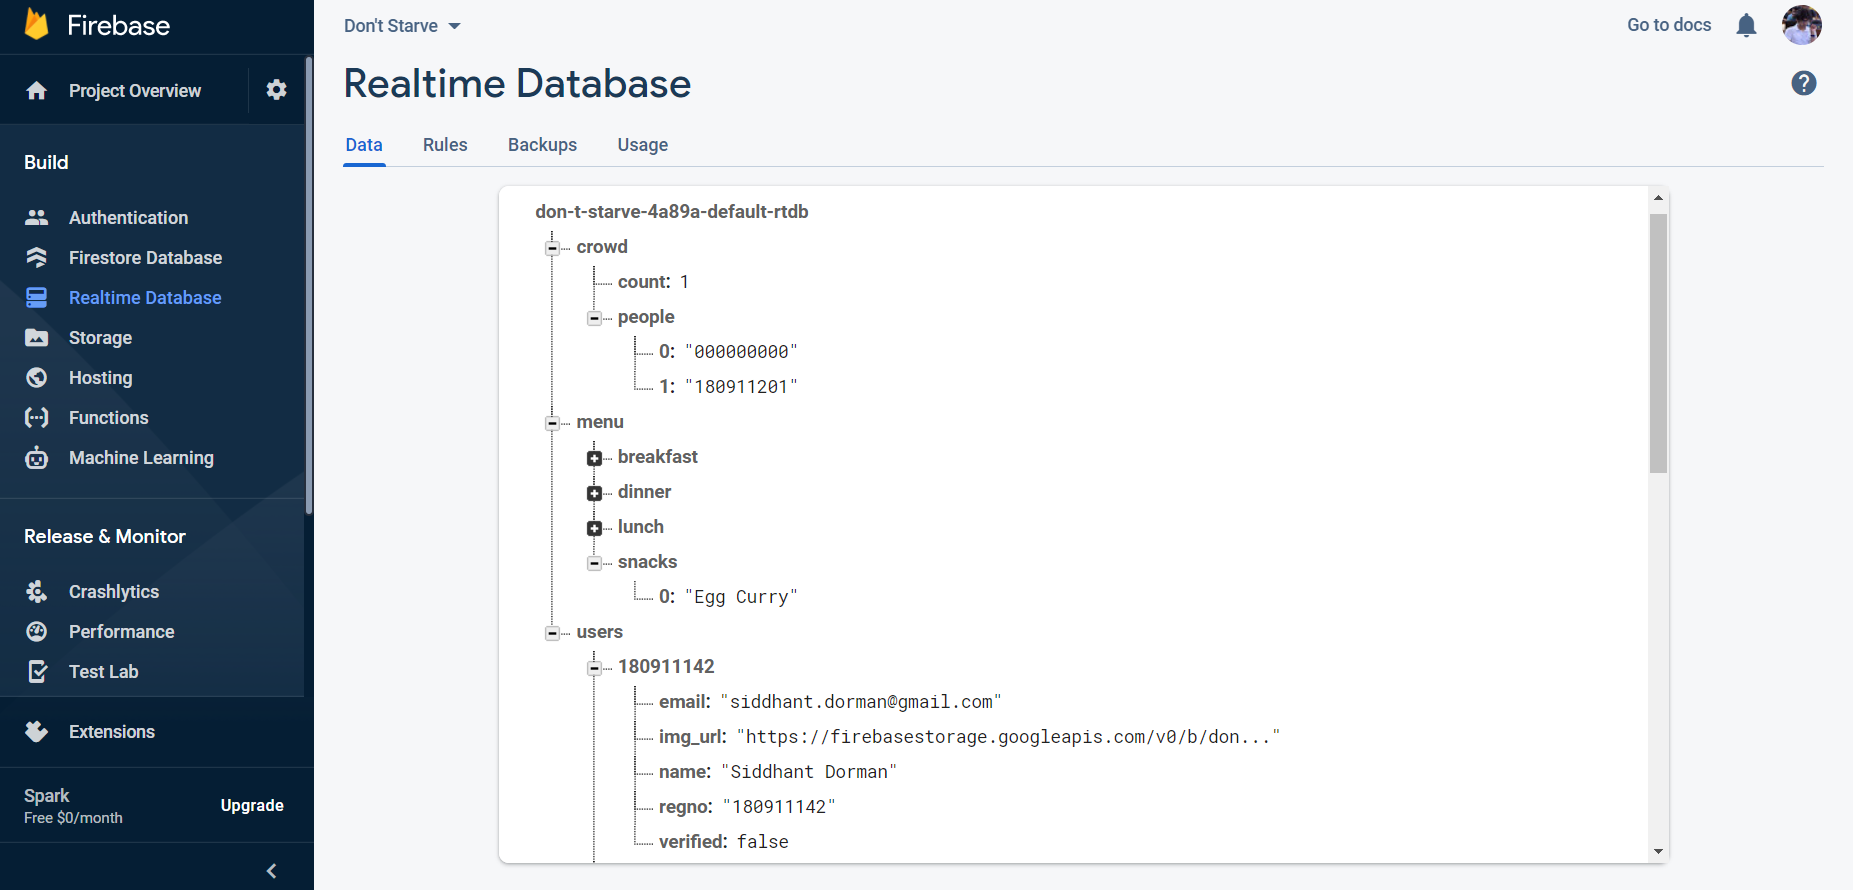 Firebase
Project Overview
Build
Authentication
Firestore Database
Realtime Database
Storage
Hosting
Functions
Machine Learning
Release & Monitor
Crashlytics
Performance
Test Lab
Extensions
Spark
Free $0/month
Upgrade
Don't Starve
Go to docs
Realtime Database
Data Rules Backups Usage
don-t-starve-4a89a-default-rtdb
crowd
count: 1
people
0: "000000000"
1: "180911201"
menu
breakfast
dinner
lunch
snacks
0: "Egg Curry"
users
180911142
email: "siddhant.dorman@gmail.com"
img_url: "https://firebasestorage.googleapis.com/v0/b/don..."
name: "Siddhant Dorman"
regno: "180911142"
verified: false